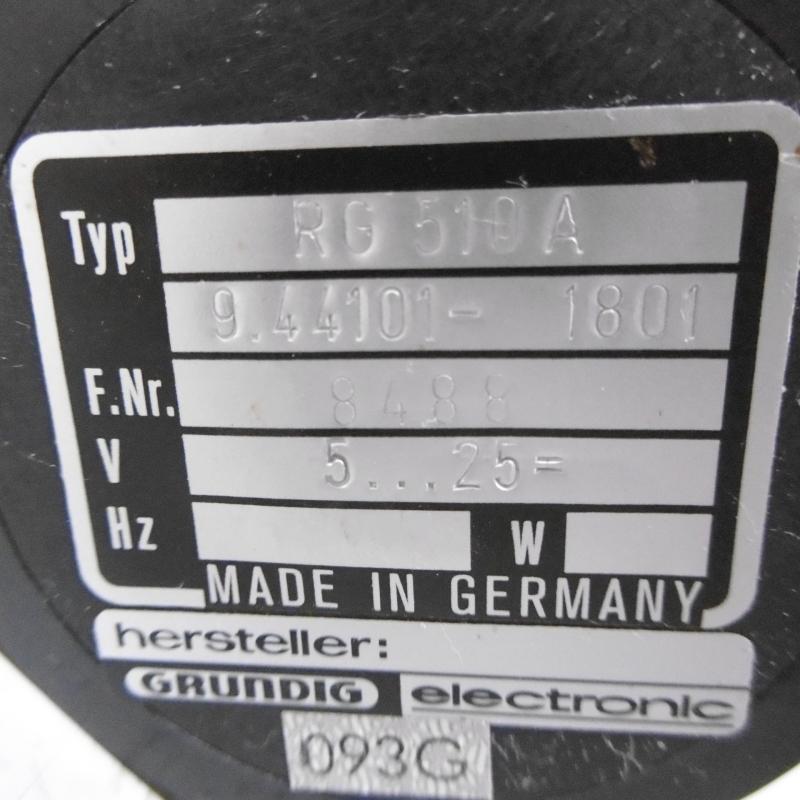 Typ RG 510 A
9.44101- 1801
F.Nr. 8488
V 5...25=
Hz W
MADE IN GERMANY
hersteller:
GRUNDIG electronic
093G